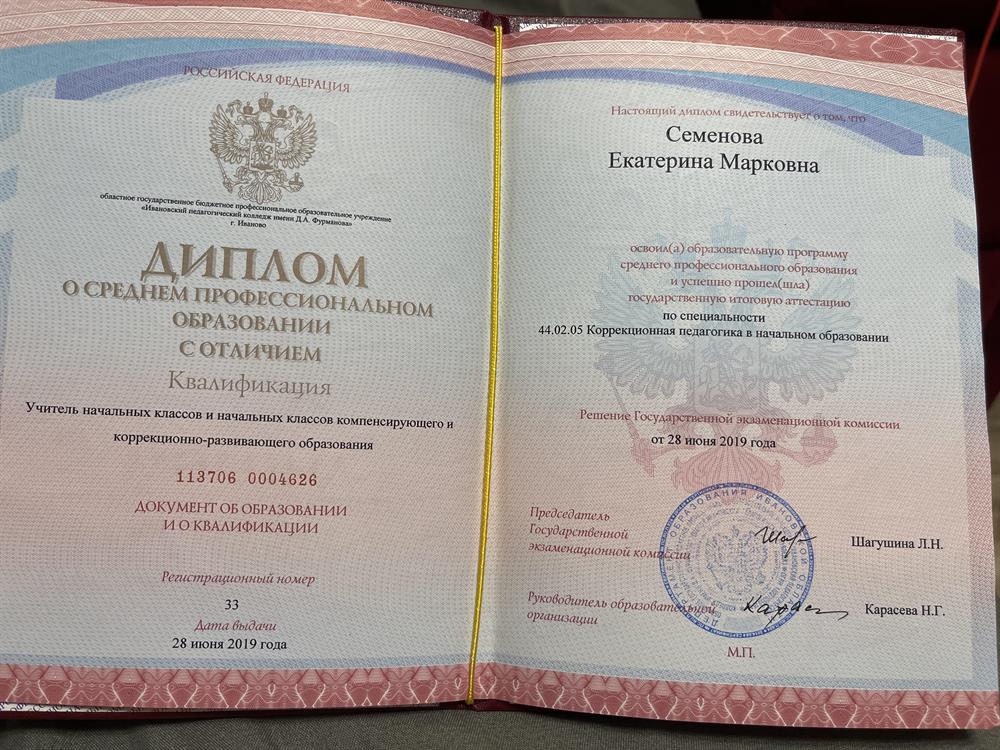 РОССИЙСКАЯ ФЕДЕРАЦИЯ
областное государственное бюджетное профессиональное образовательное учреждение
«Ивановский педагогический колледж имени Д.А. Фурманова»
г. Иваново
ДИПЛОМ
О СРЕДНЕМ ПРОФЕССИОНАЛЬНОМ
ОБРАЗОВАНИИ
С ОТЛИЧИЕМ
Квалификация
Учитель начальных классов и начальных классов компенсирующего и
коррекционно-развивающего образования
113706 0004626
ДОКУМЕНТ ОБ ОБРАЗОВАНИИ
И О КВАЛИФИКАЦИИ
Регистрационный номер
33
Дата выдачи
28 июня 2019 года
Настоящий диплом свидетельствует о том, что
Семенова
Екатерина Марковна
освоил(а) образовательную программу
среднего профессионального образования
и успешно прошел(шла)
государственную итоговую аттестацию
по специальности
44.02.05 Коррекционная педагогика в начальном образовании
Решение Государственной экзаменационной комиссии
от 28 июня 2019 года
Председатель
Государственной
экзаменационной комиссии
Шагушина Л.Н.
Руководитель образовательной
организации
Карасева Н.Г.
М.П.
ДЕПАРТАМЕНТ ОБРАЗОВАНИЯ ИВАНОВСКОЙ ОБЛАСТИ